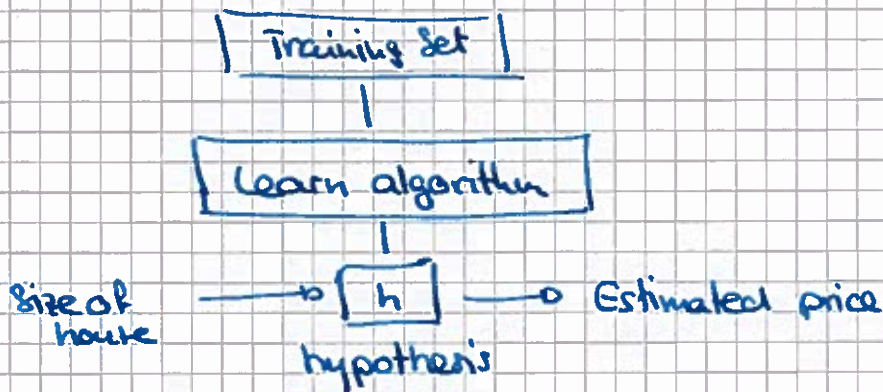 Training Set
Learn algorithm
Size of
house
h
Estimated price
hypothesis